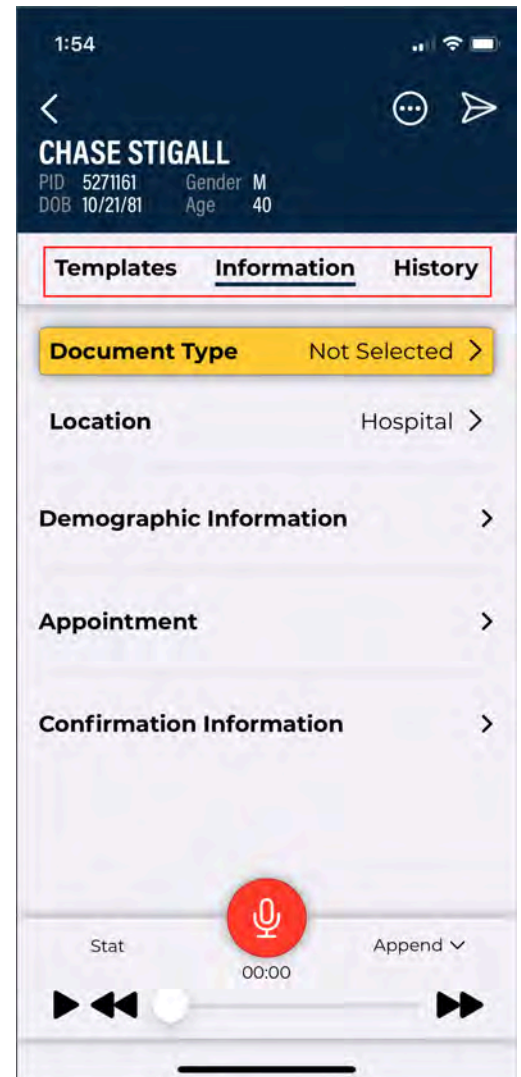 1:54
CHASE STIGALL
PID 5271161 Gender M
DOB 10/21/81 Age 40
Templates Information History
Document Type Not Selected
Location Hospital
Demographic Information
Appointment
Confirmation Information
Stat Append
00:00